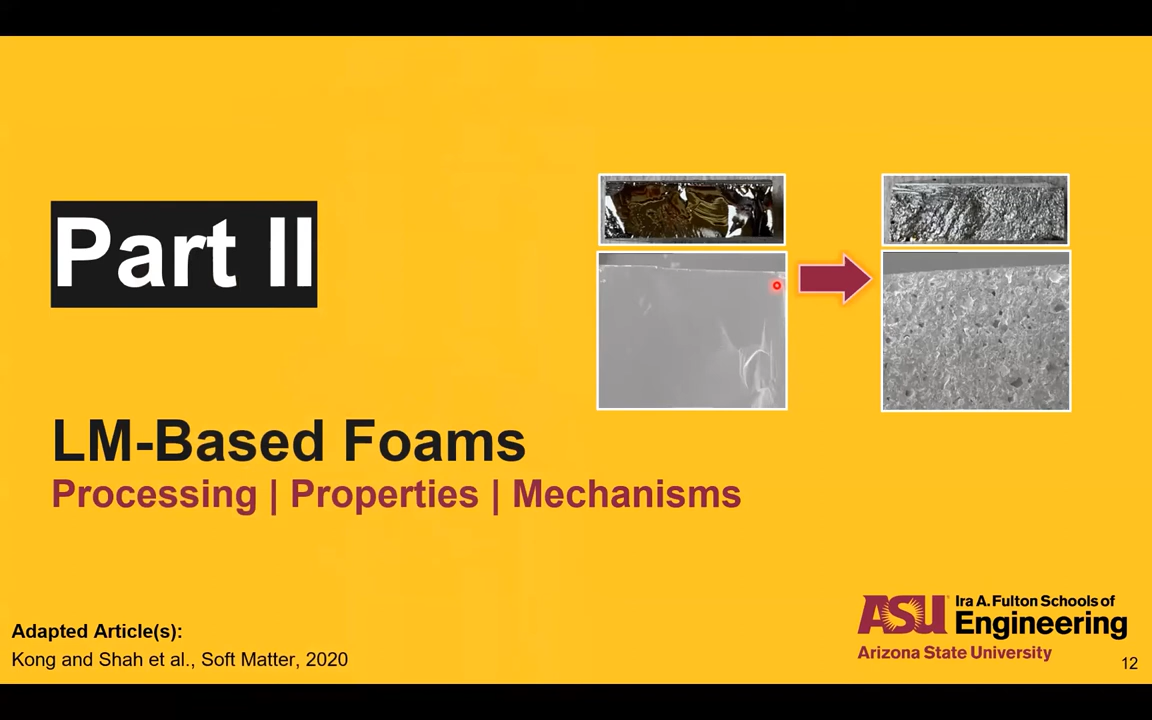 Part II
LM-Based Foams
Processing | Properties | Mechanisms
Adapted Article(s):
Kong and Shah et al., Soft Matter, 2020
ASU Ira A. Fulton Schools of
Engineering
Arizona State University
12